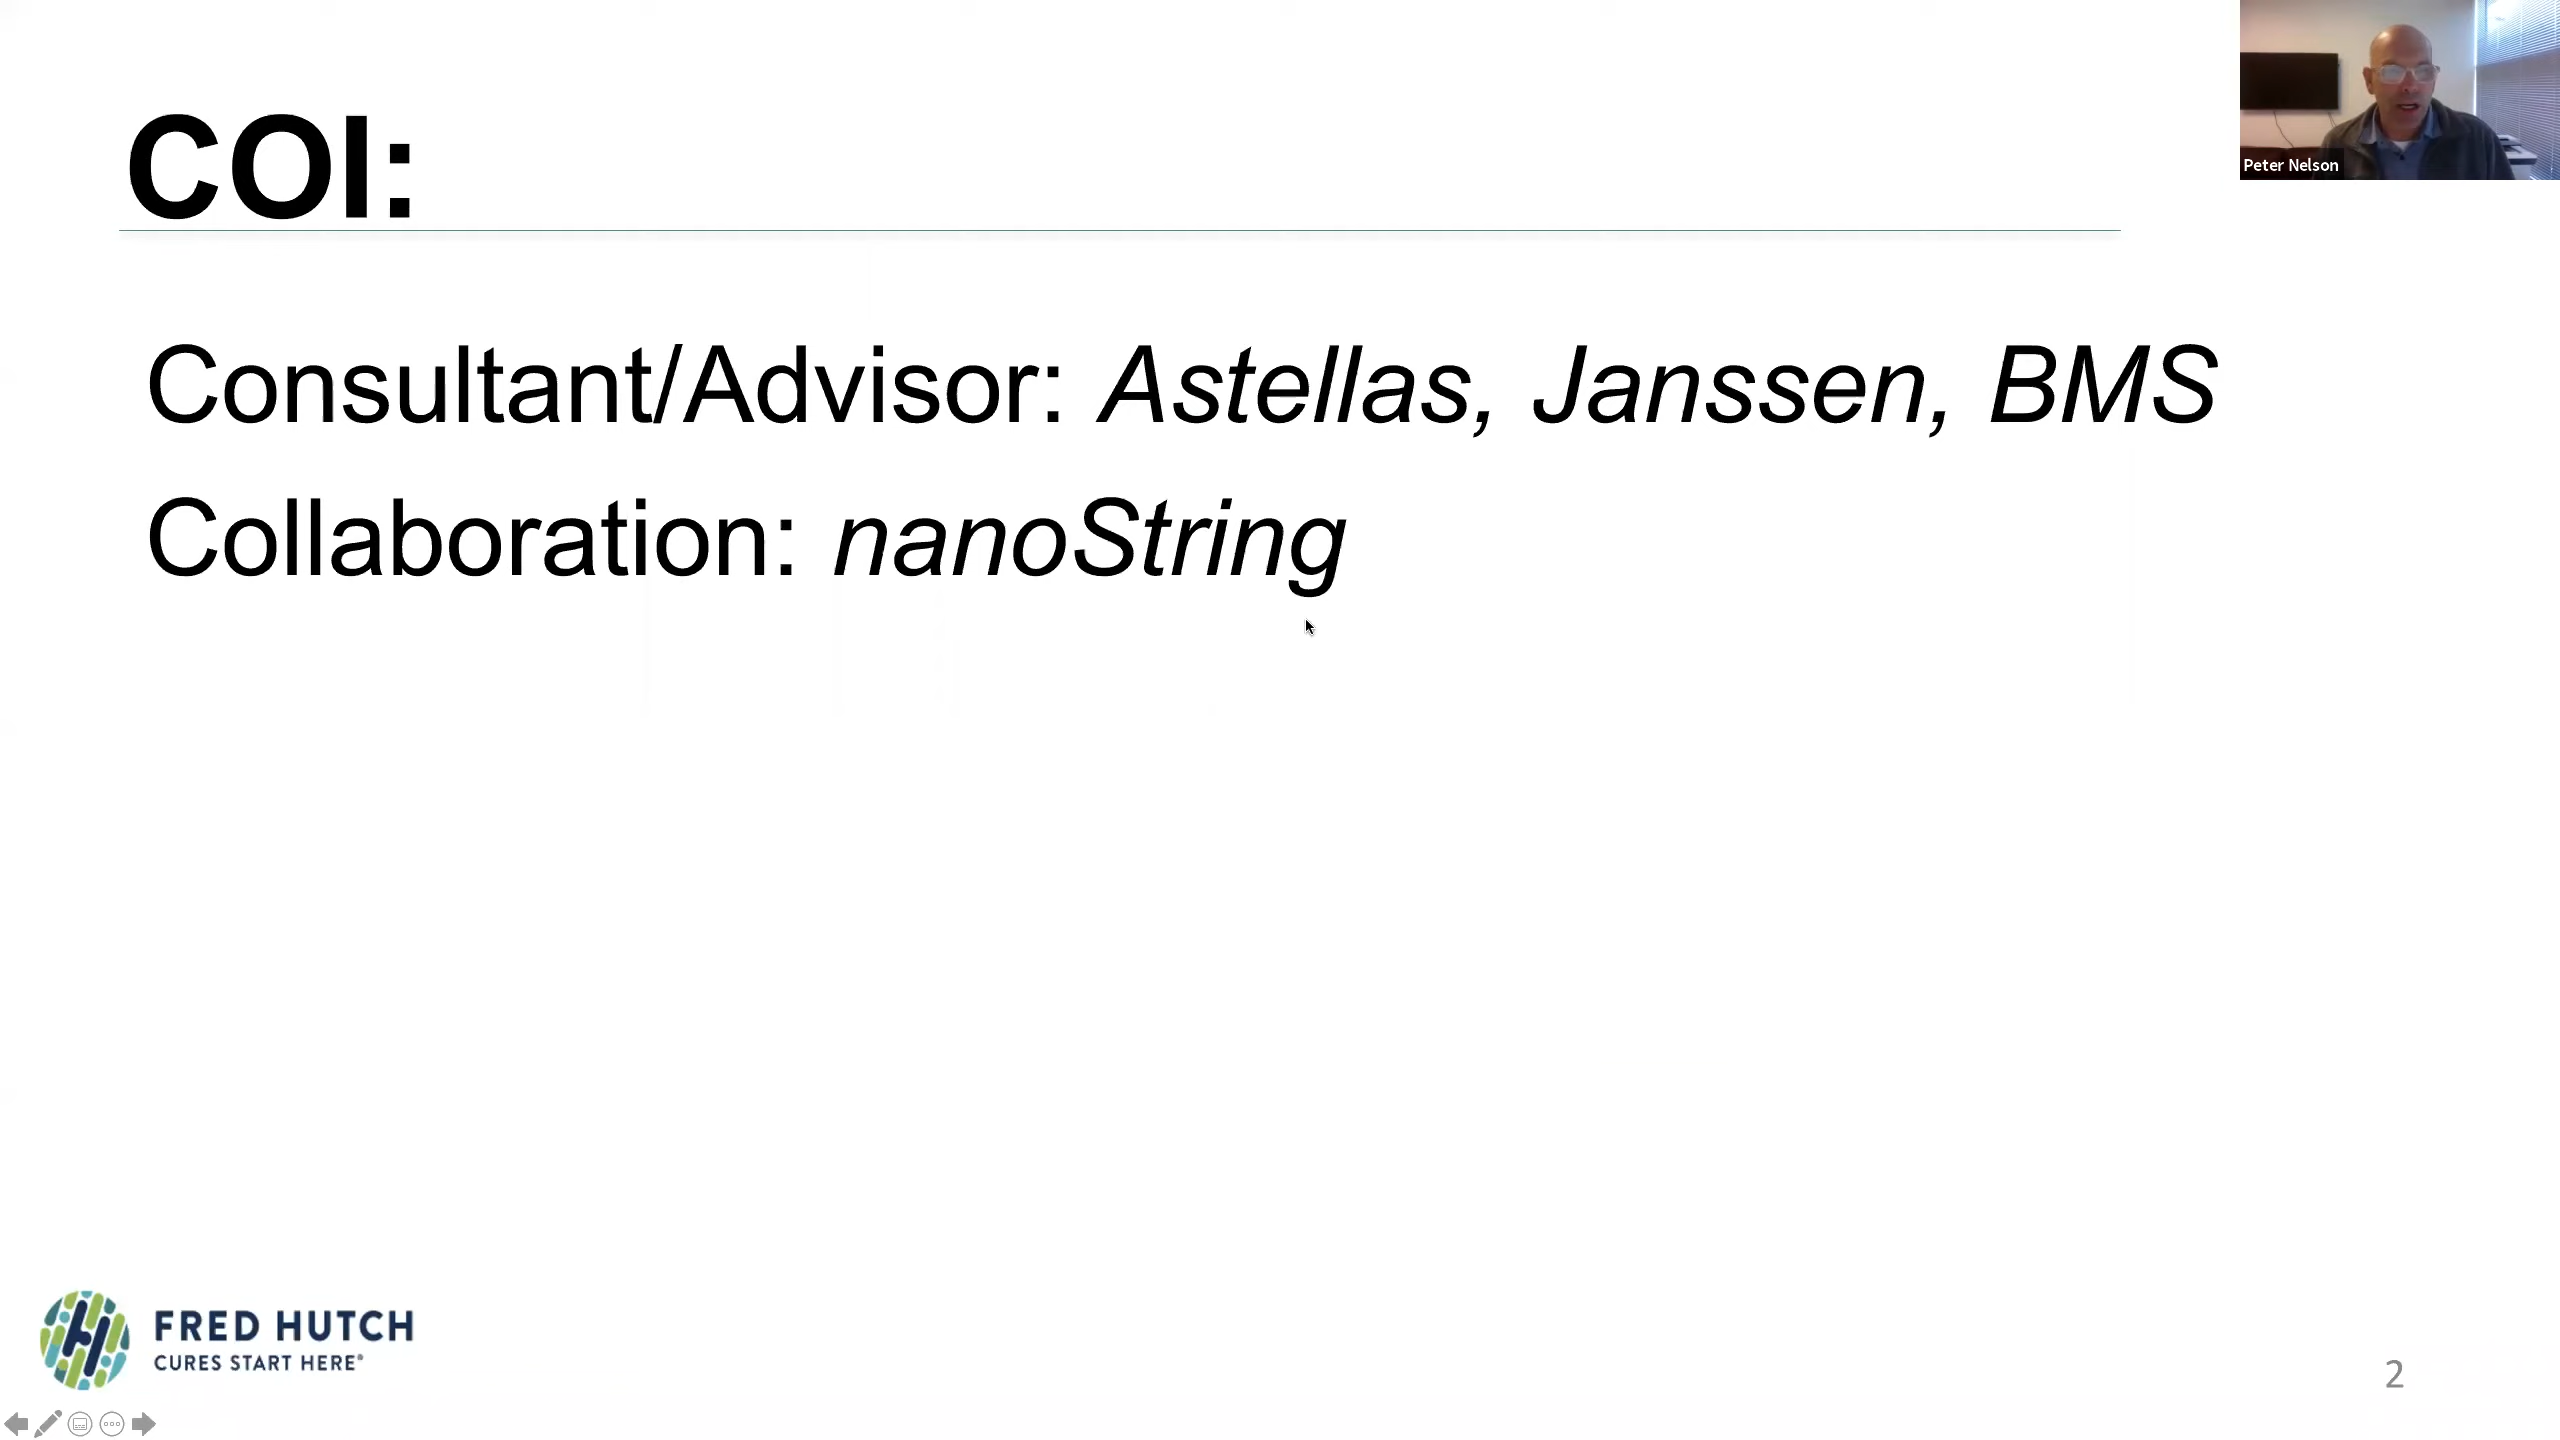 COI:
Peter Nelson
Consultant/Advisor: Astellas, Janssen, BMS
Collaboration: nanoString
FRED HUTCH
CURES START HERE®
2